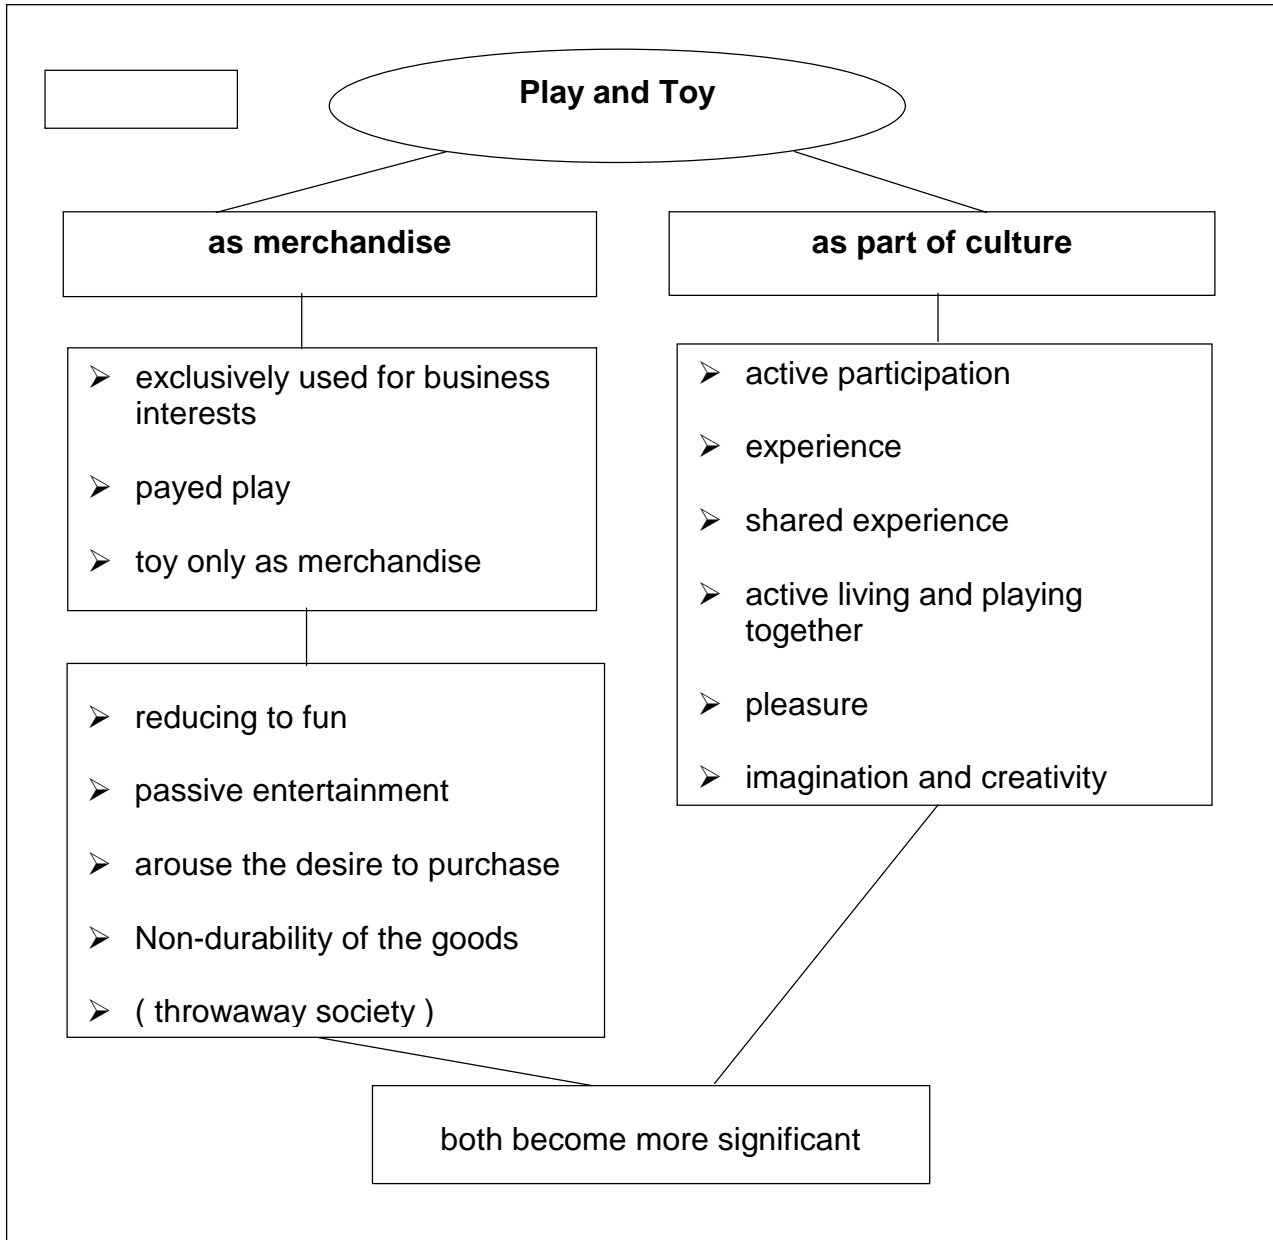 Play and Toy
as merchandise
as part of culture
➢ exclusively used for business
interests
➢ payed play
➢ toy only as merchandise
➢ reducing to fun
➢ passive entertainment
➢ arouse the desire to purchase
➢ Non-durability of the goods
➢ ( throwaway society )
➢ active participation
➢ experience
➢ shared experience
➢ active living and playing
together
➢ pleasure
➢ imagination and creativity
both become more significant